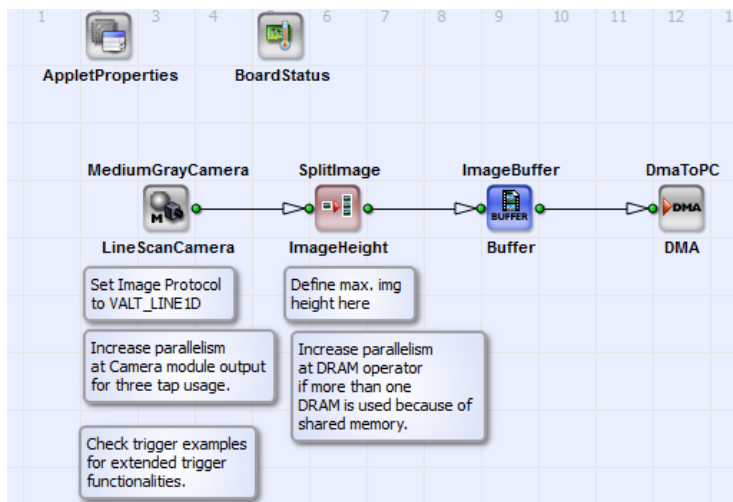 1 2 3 4 5 6 7 8 9 10 11 12 1
AppletProperties BoardStatus
MediumGrayCamera SplitImage ImageBuffer DmaToPC
M BUFFER DMA
LineScanCamera ImageHeight Buffer DMA
Set Image Protocol
to VALT_LINE1D
Define max. img
height here
Increase parallelism
at Camera module output
for three tap usage.
Increase parallelism
at DRAM operator
if more than one
DRAM is used because of
shared memory.
Check trigger examples
for extended trigger
functionalities.